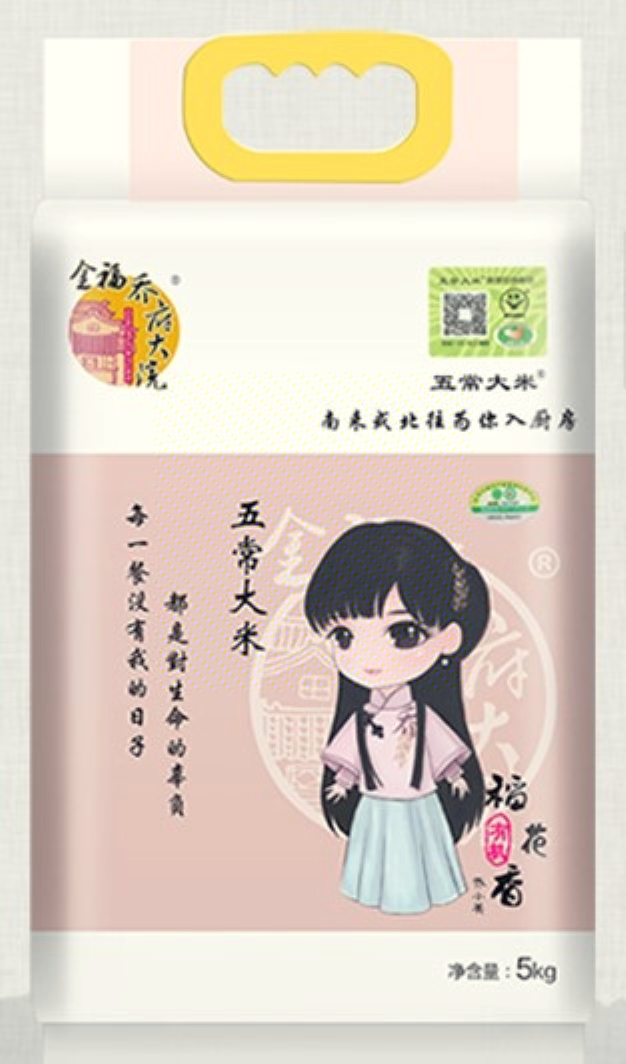 金福乔府大院®
五常大米®
南来或北往为你入厨房
五常大米
每一餐没有我的日子
都是對生命的辜负
®
稻花香
有机
净含量：5kg